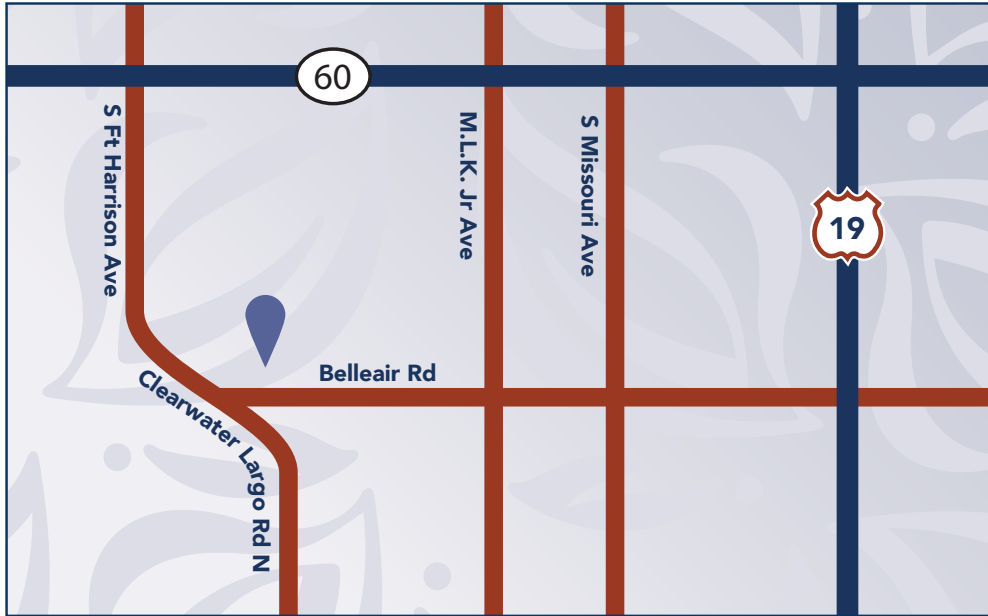 60
S Ft Harrison Ave
M.L.K. Jr Ave
S Missouri Ave
19
Belleair Rd
Clearwater Largo Rd N